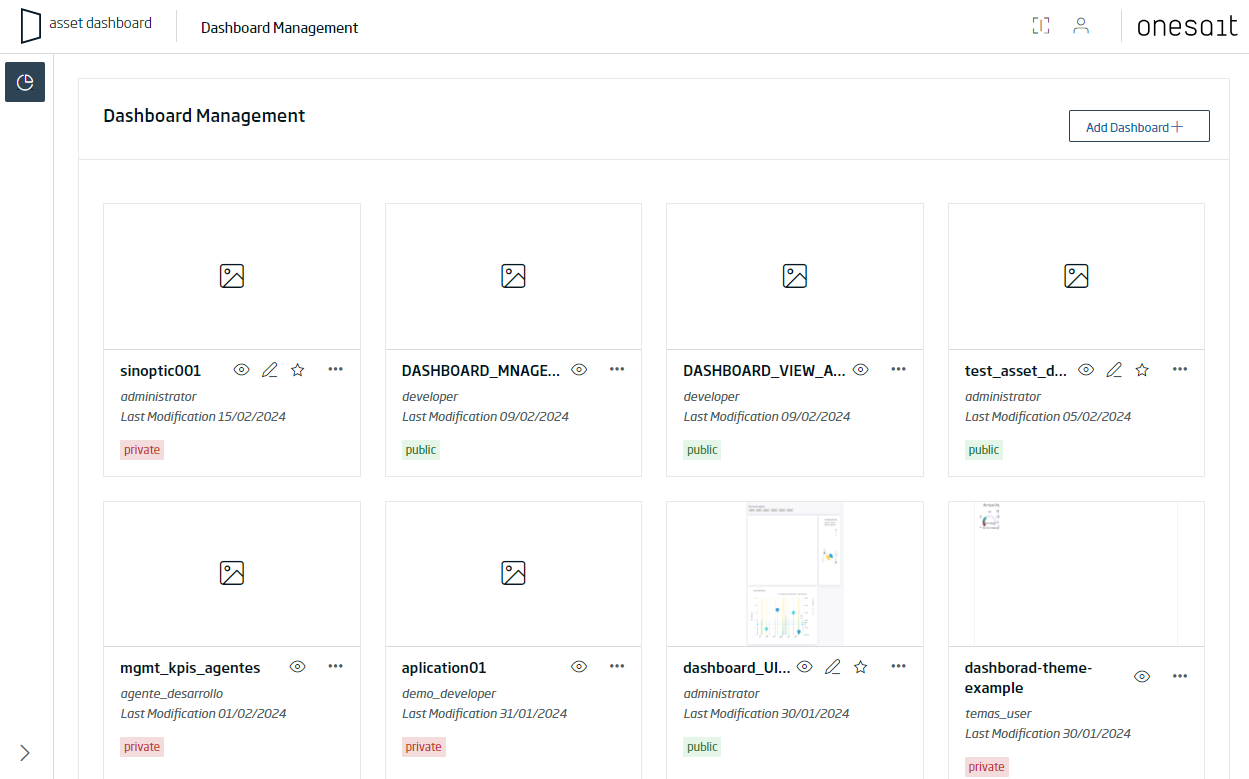 asset dashboard
Dashboard Management
onesait
Dashboard Management
Add Dashboard
sinoptic001
administrator
Last Modification 15/02/2024
private
DASHBOARD_MNAGE...
developer
Last Modification 09/02/2024
public
DASHBOARD_VIEW_A...
developer
Last Modification 09/02/2024
public
test_asset_d...
administrator
Last Modification 05/02/2024
public
mgmt_kpis_agentes
agente_desarrollo
Last Modification 01/02/2024
private
aplication01
demo_developer
Last Modification 31/01/2024
private
dashboard_UI...
administrator
Last Modification 30/01/2024
public
dashborad-theme-
example
temas_user
Last Modification 30/01/2024
private